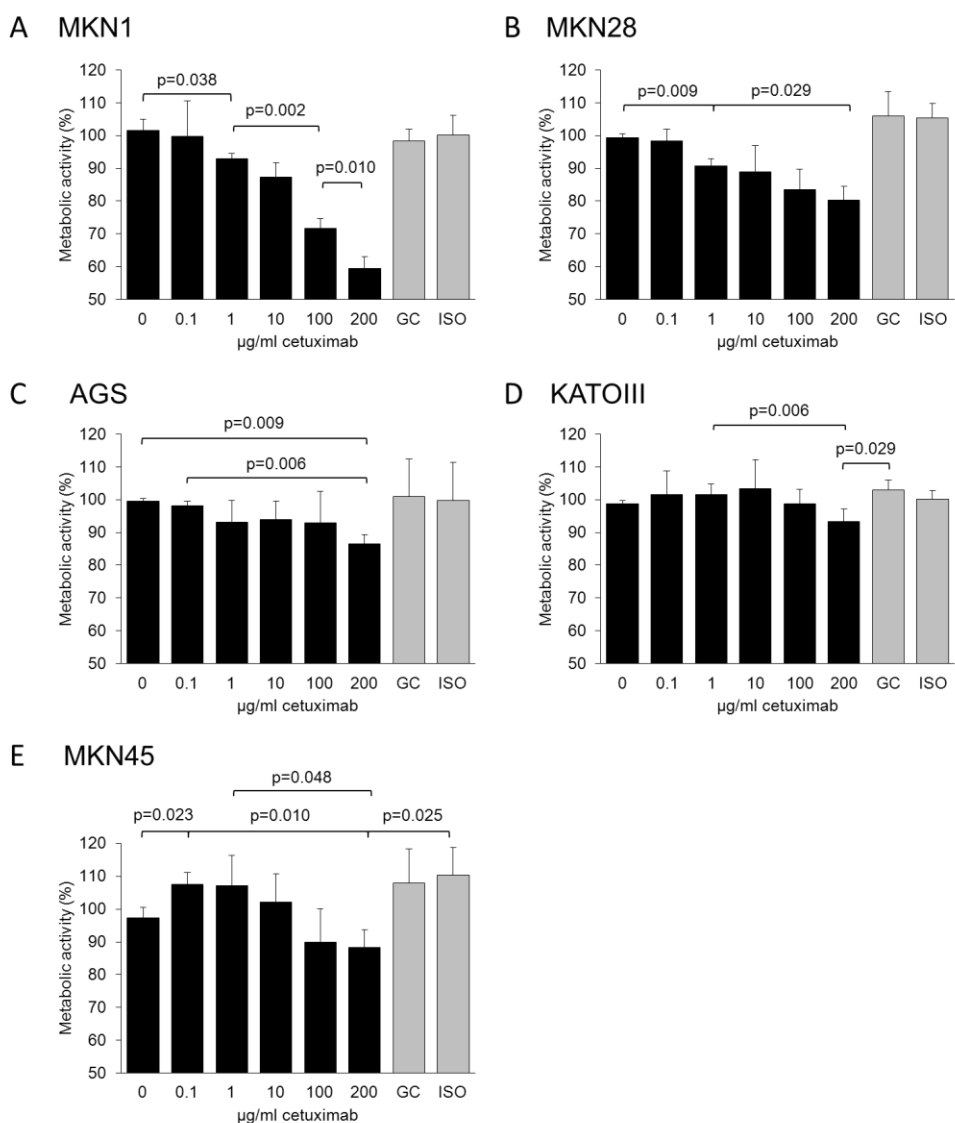 A MKN1
120
110
100
90
80
70
60
50
Metabolic activity (%)
p=0.038
p=0.002
p=0.010
0 0.1 1 10 100 200 GC ISO
µg/ml cetuximab
B MKN28
120
110
100
90
80
70
60
50
Metabolic activity (%)
p=0.009 p=0.029
0 0.1 1 10 100 200 GC ISO
µg/ml cetuximab
C AGS
120
110
100
90
80
70
60
50
Metabolic activity (%)
p=0.009
p=0.006
0 0.1 1 10 100 200 GC ISO
µg/ml cetuximab
D KATOIII
120
110
100
90
80
70
60
50
Metabolic activity (%)
p=0.006
p=0.029
0 0.1 1 10 100 200 GC ISO
µg/ml cetuximab
E MKN45
p=0.048
p=0.023 p=0.010 p=0.025
120
110
100
90
80
70
60
50
Metabolic activity (%)
0 0.1 1 10 100 200 GC ISO
µg/ml cetuximab